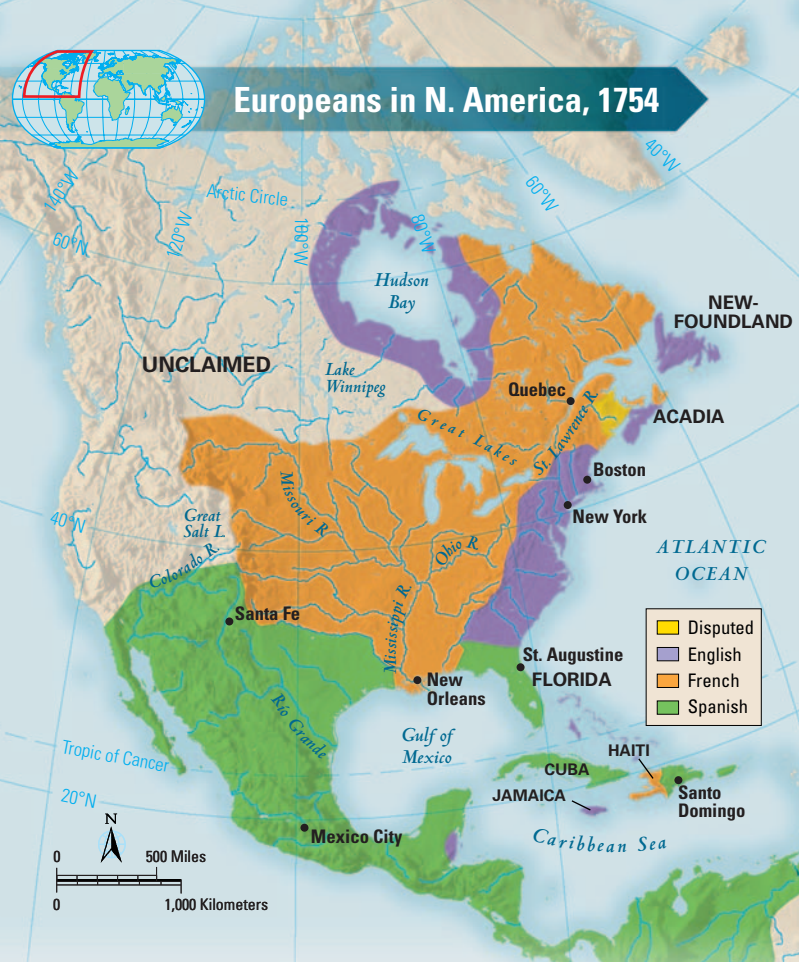 Europeans in N. America, 1754
40°W
60°W
80°W
100°W
120°W
140°W
Arctic Circle
60°N
Hudson
Bay
NEW-
FOUNDLAND
UNCLAIMED
Lake
Winnipeg
Quebec
ACADIA
Great Lakes
St. Lawrence R.
Boston
Missouri R.
New York
40°N
Great
Salt L.
Ohio R.
ATLANTIC
OCEAN
Colorado R.
Mississippi R.
Santa Fe
Disputed
English
French
Spanish
St. Augustine
FLORIDA
New
Orleans
Rio Grande
Gulf of
Mexico
Tropic of Cancer
HAITI
CUBA
JAMAICA
Santo
Domingo
20°N
N
Mexico City
Caribbean Sea
0 500 Miles
0 1,000 Kilometers